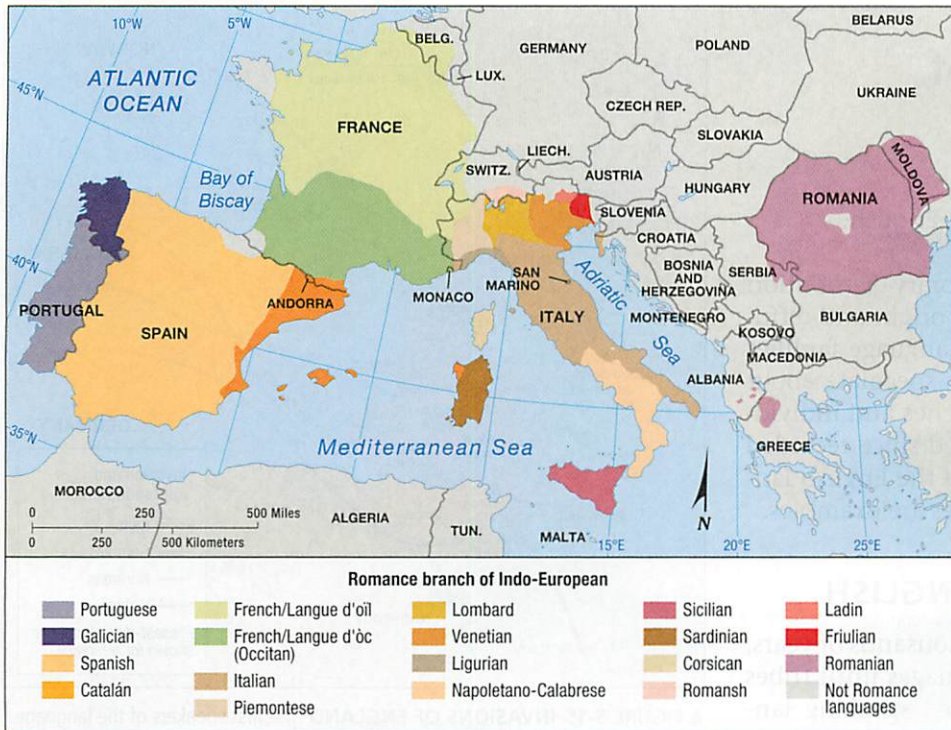 10°W
5°W
BELG.
GERMANY
POLAND
BELARUS
ATLANTIC
OCEAN
LUX.
UKRAINE
45°N
CZECH REP.
FRANCE
SLOVAKIA
LIECH.
SWITZ.
AUSTRIA
MOLDOVA
Bay of
Biscay
HUNGARY
ROMANIA
SLOVENIA
CROATIA
40°N
SAN
MARINO
BOSNIA
AND
HERZEGOVINA
SERBIA
MONACO
ANDORRA
Adriatic
Sea
PORTUGAL
SPAIN
ITALY
MONTENEGRO
BULGARIA
KOSOVO
MACEDONIA
ALBANIA
35°N
Mediterranean Sea
GREECE
MOROCCO
0 250 500 Miles
0 250 500 Kilometers
ALGERIA
TUN.
MALTA
15°E
N
20°E
25°E
Romance branch of Indo-European
Portuguese
Galician
Spanish
Catalán
French/Langue d'oïl
French/Langue d'òc
(Occitan)
Italian
Piemontese
Lombard
Venetian
Ligurian
Napoletano-Calabrese
Sicilian
Sardinian
Corsican
Romansh
Ladin
Friulian
Romanian
Not Romance
languages